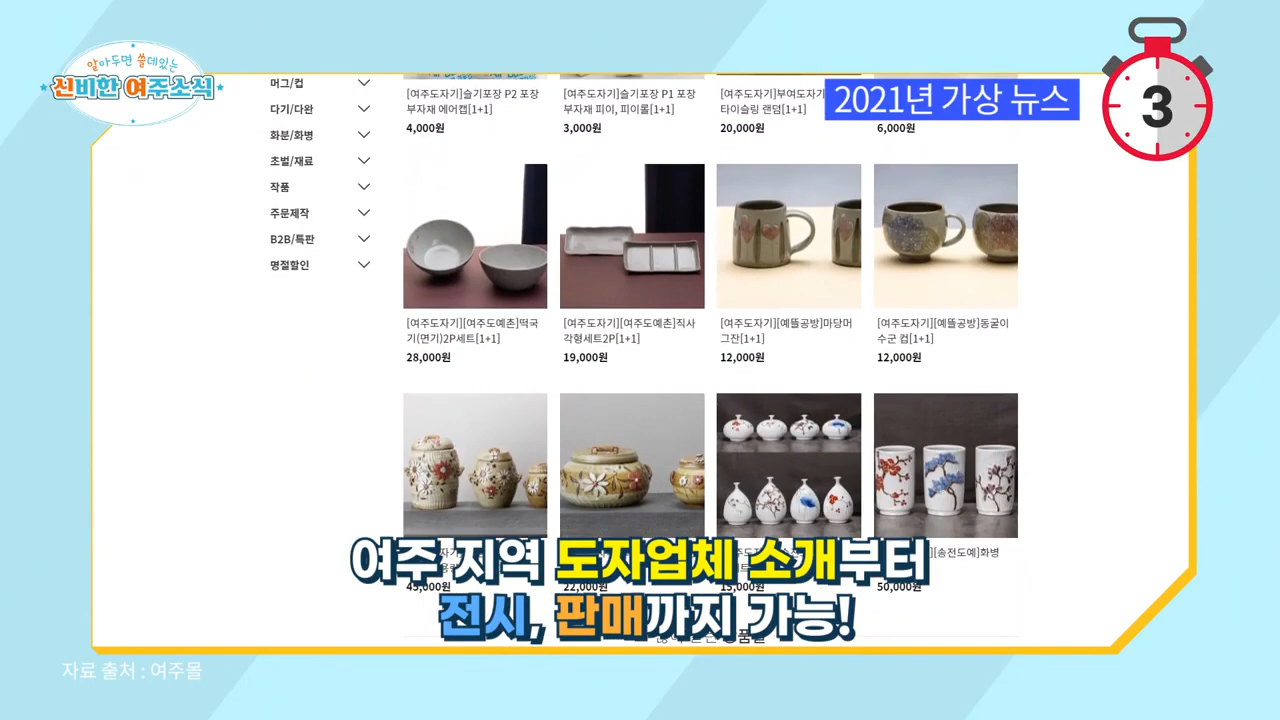 알아두면 쓸데있는
신비한 여주소식
2021년 가상 뉴스
3
머그/컵
다기/다완
화분/화병
초벌/재료
작품
주문제작
B2B/특판
명절할인
[여주도자기]슬기포장 P2 포장
부자재 에어캡[1+1]
4,000원
[여주도자기]슬기포장 P1 포장
부자재 피이, 피이롤[1+1]
3,000원
[여주도자기]부여도자기
타이슬링 랜덤[1+1]
20,000원
6,000원
[여주도자기][여주도예촌]떡국
기(면기)2P세트[1+1]
28,000원
[여주도자기][여주도예촌]직사
각형세트2P[1+1]
19,000원
[여주도자기][예뜰공방]마당머
그잔[1+1]
12,000원
[여주도자기][예뜰공방]동굴이
수군 컵[1+1]
12,000원
[송전도예]화병
45,000원
22,000원
15,000원
50,000원
여주 지역 도자업체 소개부터
전시, 판매까지 가능!
자료 출처 : 여주몰